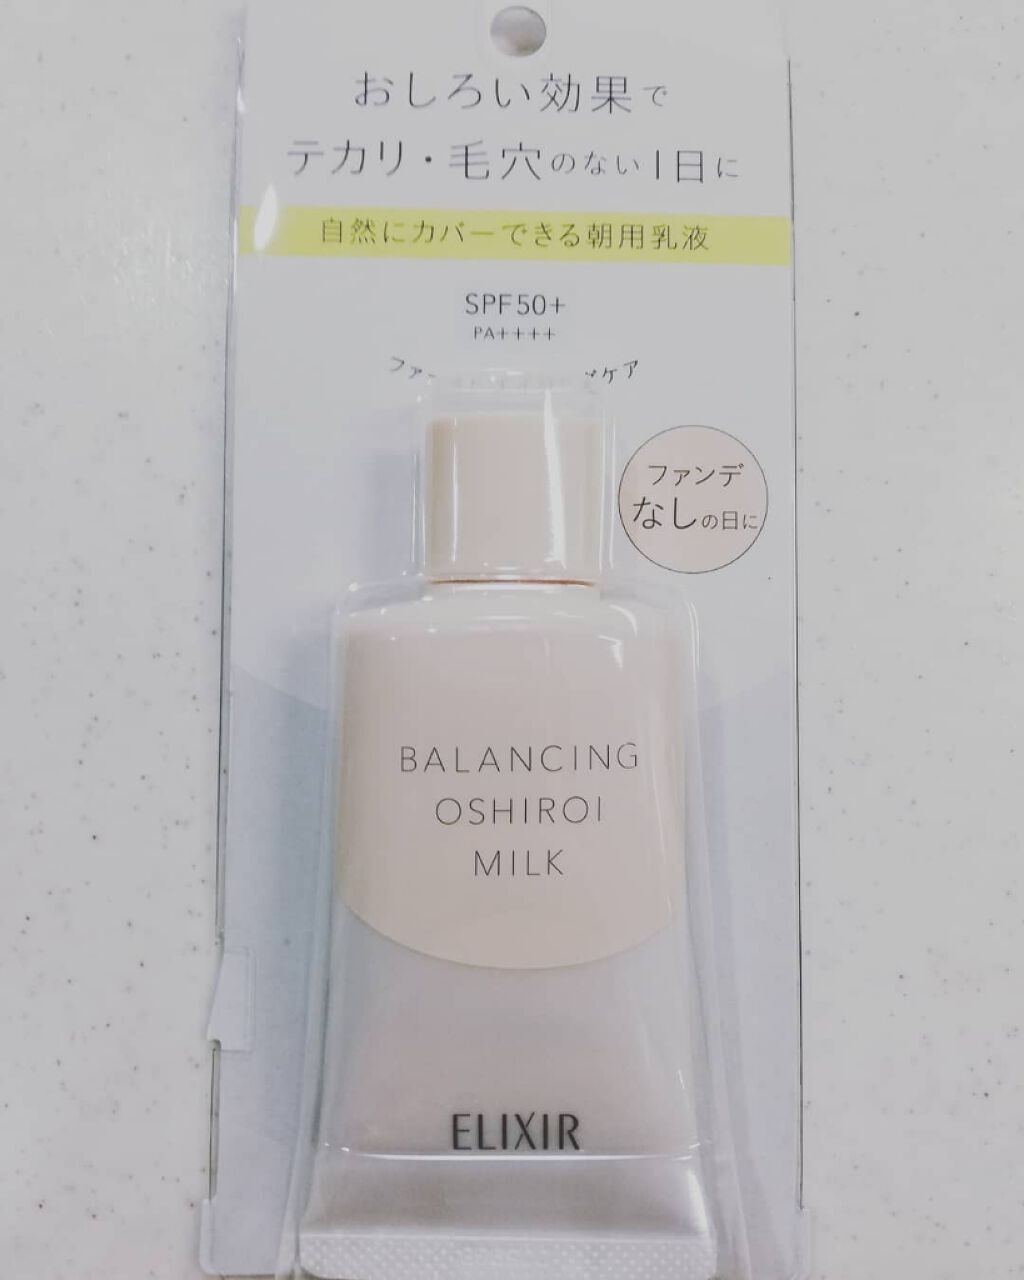 おしろい効果で
テカリ・毛穴のない1日に
自然にカバーできる朝用乳液
SPF50+
PA++++
ファンデ
なしの日に
BALANCING
OSHIROI
MILK
ELIXIR